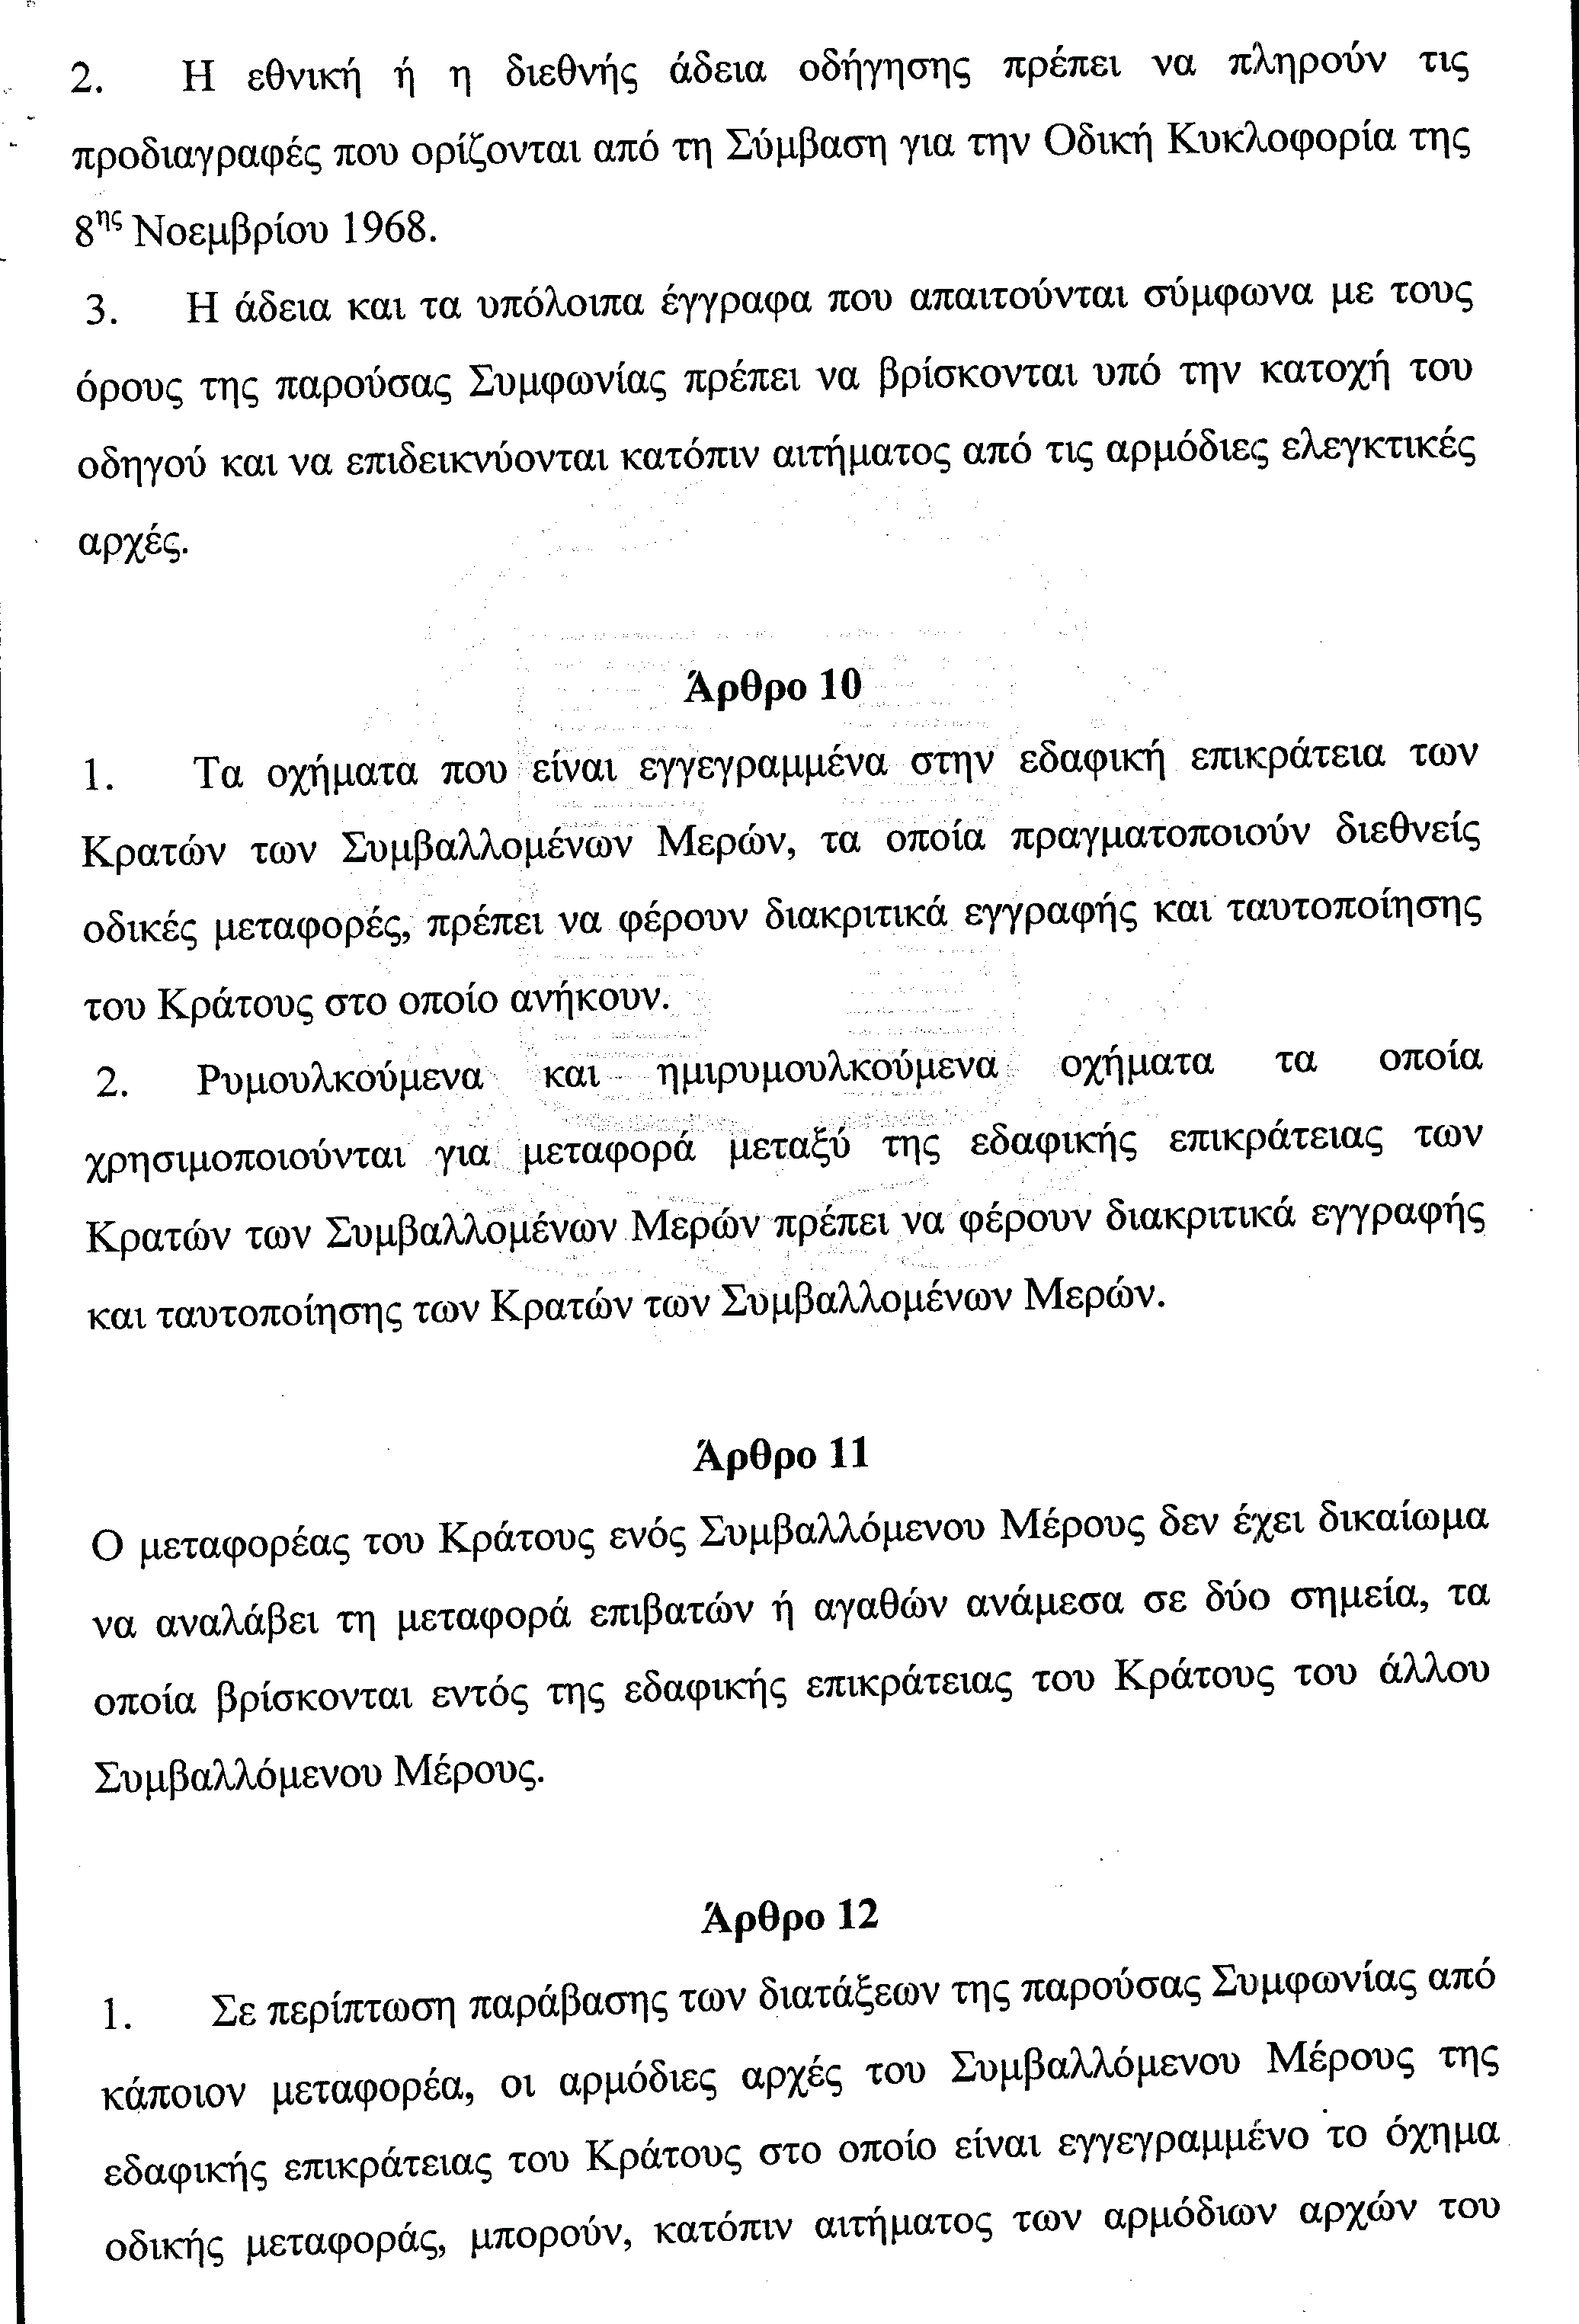 2. Η εθνική ή η διεθνής άδεια οδήγησης πρέπει να πληρούν τις
προδιαγραφές που ορίζονται από τη Σύμβαση για την Οδική Κυκλοφορία της
8ης Νοεμβρίου 1968.
3. Η άδεια και τα υπόλοιπα έγγραφα που απαιτούνται σύμφωνα με τους
όρους της παρούσας Συμφωνίας πρέπει να βρίσκονται υπό την κατοχή του
οδηγού και να επιδεικνύονται κατόπιν αιτήματος από τις αρμόδιες ελεγκτικές
αρχές.
Άρθρο 10
1. Τα οχήματα που είναι εγγεγραμμένα στην εδαφική επικράτεια των
Κρατών των Συμβαλλομένων Μερών, τα οποία πραγματοποιούν διεθνείς
οδικές μεταφορές, πρέπει να φέρουν διακριτικά εγγραφής και ταυτοποίησης
του Κράτους στο οποίο ανήκουν.
2. Ρυμουλκούμενα και ημιρυμουλκούμενα οχήματα τα οποία
χρησιμοποιούνται για μεταφορά μεταξύ της εδαφικής επικράτειας των
Κρατών των Συμβαλλομένων Μερών πρέπει να φέρουν διακριτικά εγγραφής
και ταυτοποίησης των Κρατών των Συμβαλλομένων Μερών.
Άρθρο 11
Ο μεταφορέας του Κράτους ενός Συμβαλλόμενου Μέρους δεν έχει δικαίωμα
να αναλάβει τη μεταφορά επιβατών ή αγαθών ανάμεσα σε δύο σημεία, τα
οποία βρίσκονται εντός της εδαφικής επικράτειας του Κράτους του άλλου
Συμβαλλόμενου Μέρους.
Άρθρο 12
1. Σε περίπτωση παράβασης των διατάξεων της παρούσας Συμφωνίας από
κάποιον μεταφορέα, οι αρμόδιες αρχές του Συμβαλλόμενου Μέρους της
εδαφικής επικράτειας του Κράτους στο οποίο είναι εγγεγραμμένο το όχημα
οδικής μεταφοράς, μπορούν, κατόπιν αιτήματος των αρμόδιων αρχών του